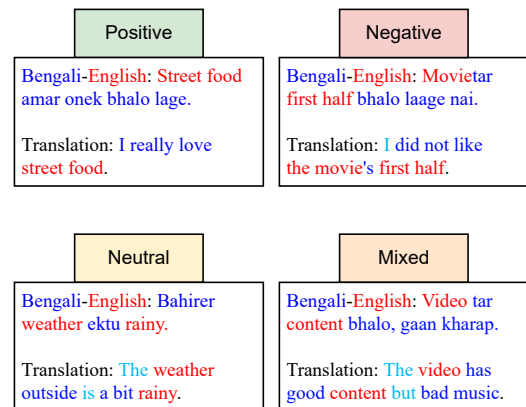 Positive
Bengali-English: Street food
amar onek bhalo lage.
Translation: I really love
street food.
Negative
Bengali-English: Movietar
first half bhalo laage nai.
Translation: I did not like
the movie's first half.
Neutral
Bengali-English: Bahirer
weather ektu rainy.
Translation: The weather
outside is a bit rainy.
Mixed
Bengali-English: Video tar
content bhalo, gaan kharap.
Translation: The video has
good content but bad music.